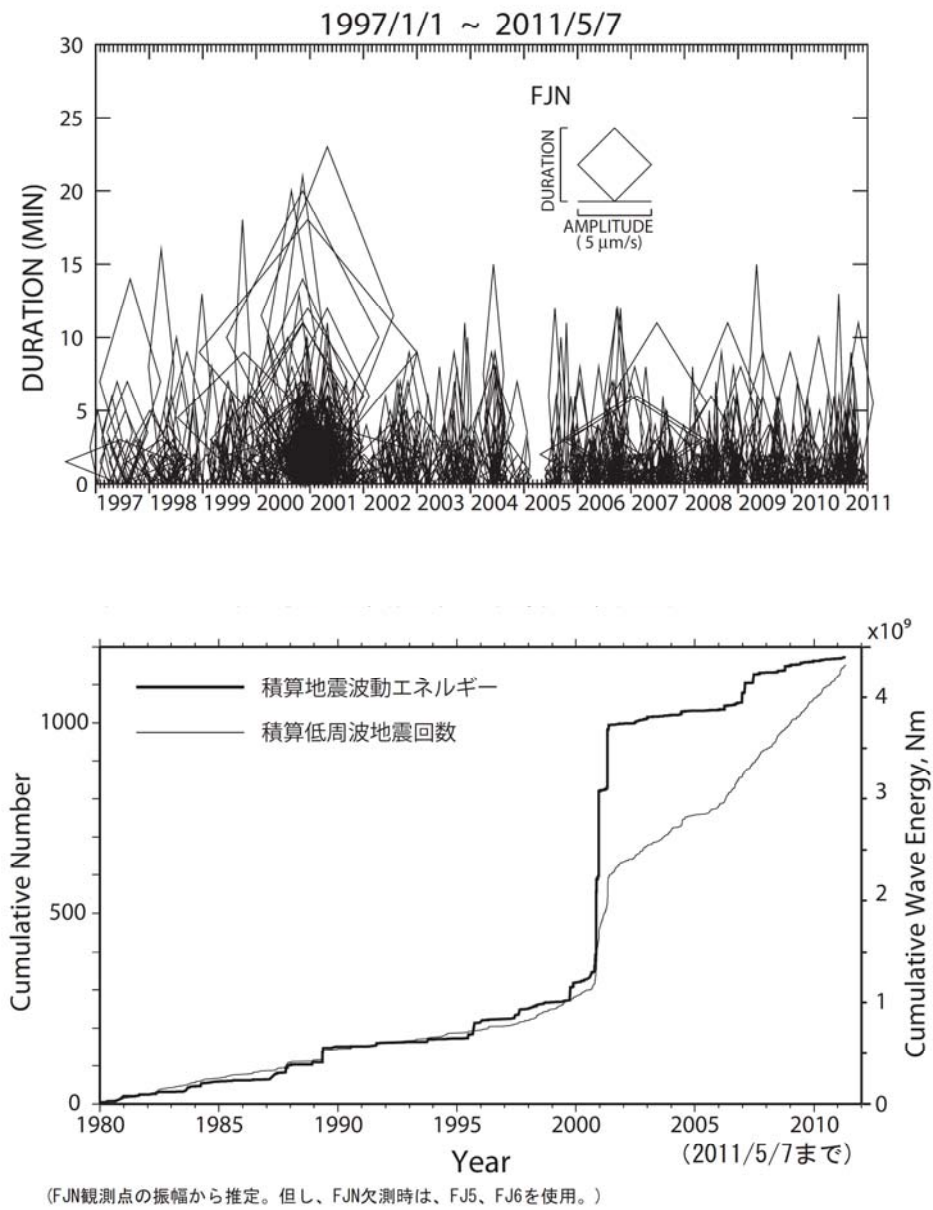 1997/1/1 ~ 2011/5/7
30
25
20
15
10
5
0
DURATION (MIN)
FJN
DURATION
AMPLITUDE
( 5 μm/s)
1997 1998 1999 2000 2001 2002 2003 2004 2005 2006 2007 2008 2009 2010 2011
x10⁹
積算地震波動エネルギー
積算低周波地震回数
1000
500
0
Cumulative Number
4
3
2
1
0
Cumulative Wave Energy, Nm
1980 1985 1990 1995 2000 2005 2010
Year
(2011/5/7まで)
(FJN観測点の振幅から推定。但し、FJN欠測時は、FJ5、FJ6を使用。)